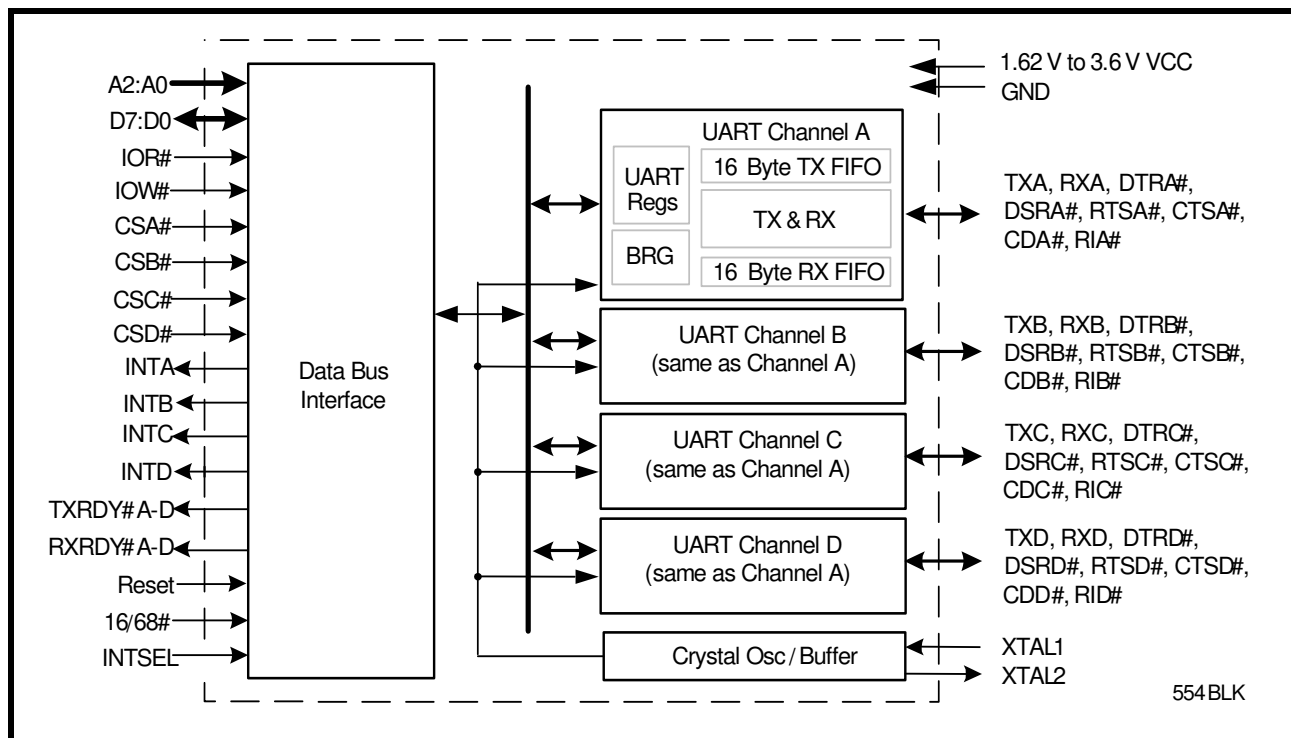 A2:A0
D7:D0
IOR#
IOW#
CSA#
CSB#
CSC#
CSD#
INTA
INTB
INTC
INTD
TXRDY# A-D
RXRDY# A-D
Reset
16/68#
INTSEL
Data Bus
Interface
UART Channel A
UART
Regs
BRG
16 Byte TX FIFO
TX & RX
16 Byte RX FIFO
UART Channel B
(same as Channel A)
UART Channel C
(same as Channel A)
UART Channel D
(same as Channel A)
Crystal Osc / Buffer
1.62 V to 3.6 V VCC
GND
TXA, RXA, DTRA#,
DSRA#, RTSA#, CTSA#,
CDA#, RIA#
TXB, RXB, DTRB#,
DSRB#, RTSB#, CTSB#,
CDB#, RIB#
TXC, RXC, DTRC#,
DSRC#, RTSC#, CTSC#,
CDC#, RIC#
TXD, RXD, DTRD#,
DSRD#, RTSD#, CTSD#,
CDD#, RID#
XTAL1
XTAL2
554 BLK